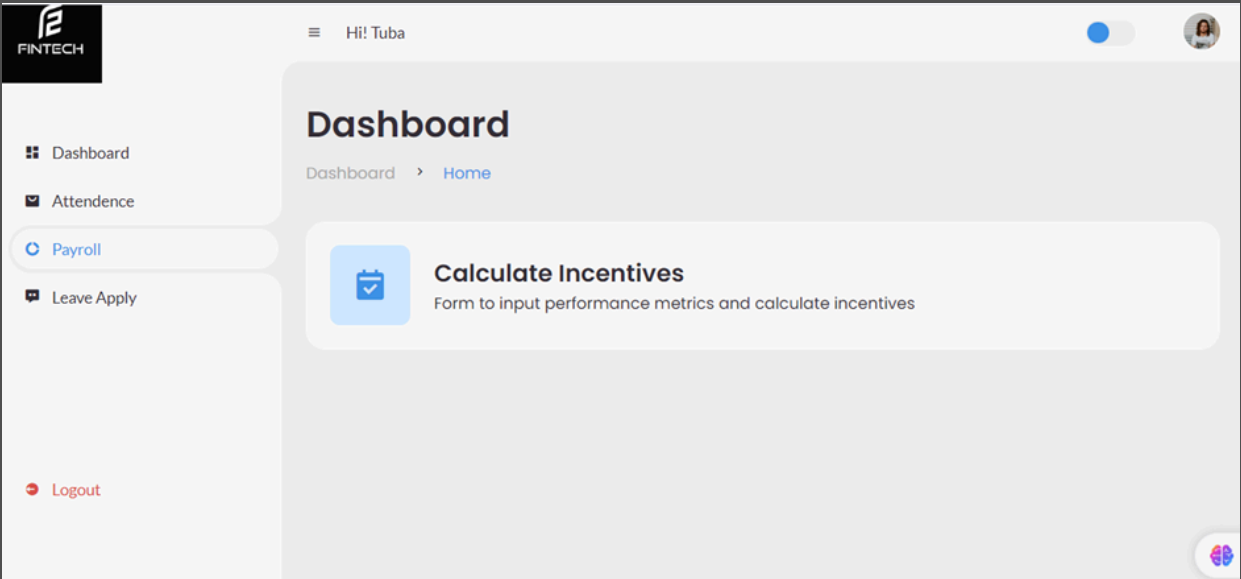 FINTECH
Hi! Tuba
Dashboard
Attendence
Payroll
Leave Apply
Logout
Dashboard
Dashboard > Home
Calculate Incentives
Form to input performance metrics and calculate incentives